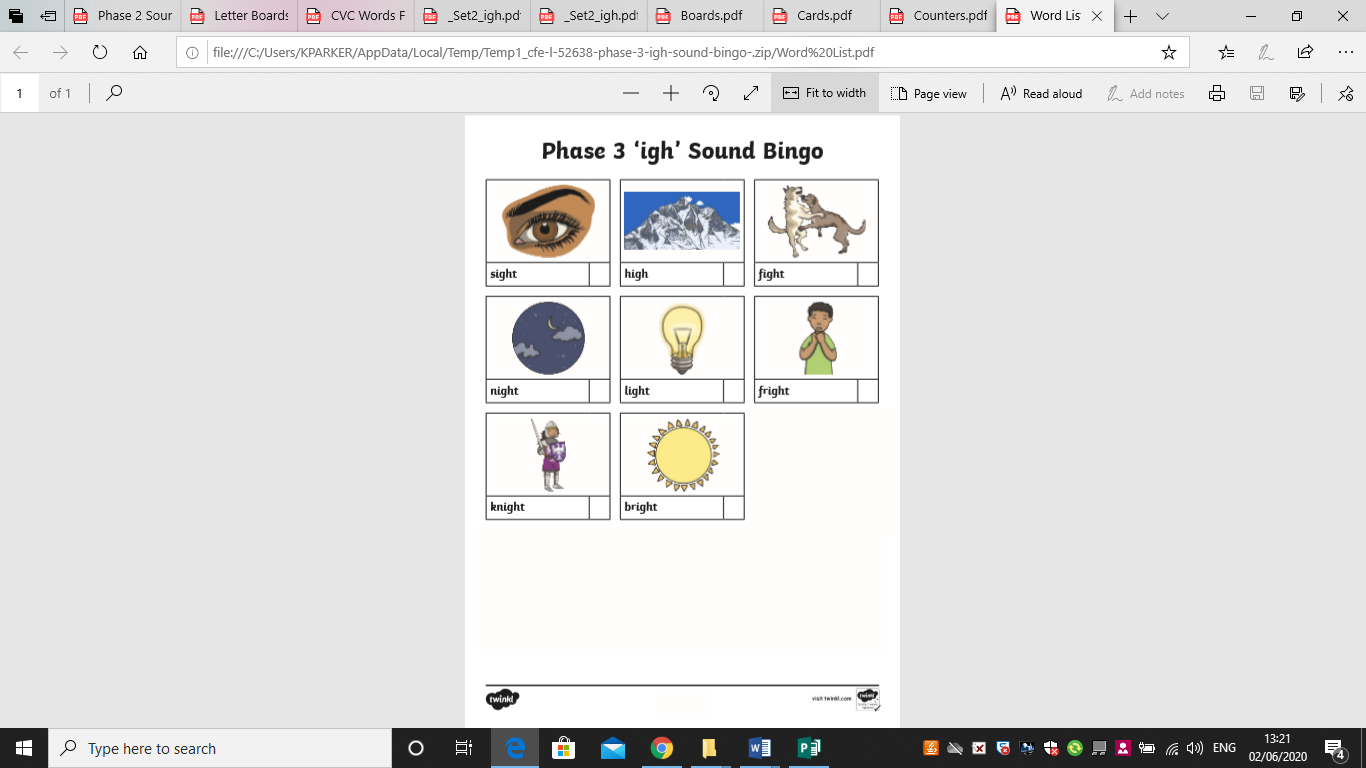 Phase 2 Sour
Letter Boards
CVC Words F
_Set2_igh.pdf
_Set2_igh.pdf
Boards.pdf
Cards.pdf
Counters.pdf
Word Lis
file:///C:/Users/KPARKER/AppData/Local/Temp/Temp1_cfe-l-52638-phase-3-igh-sound-bingo-.zip/Word%20List.pdf
1 of 1
Fit to width
Page view
Read aloud
Add notes
Phase 3 ‘igh’ Sound Bingo
sight
high
fight
night
light
fright
knight
bright
twinkl
visit twinkl.com
twinkl
Type here to search
ENG
13:21
02/06/2020
4